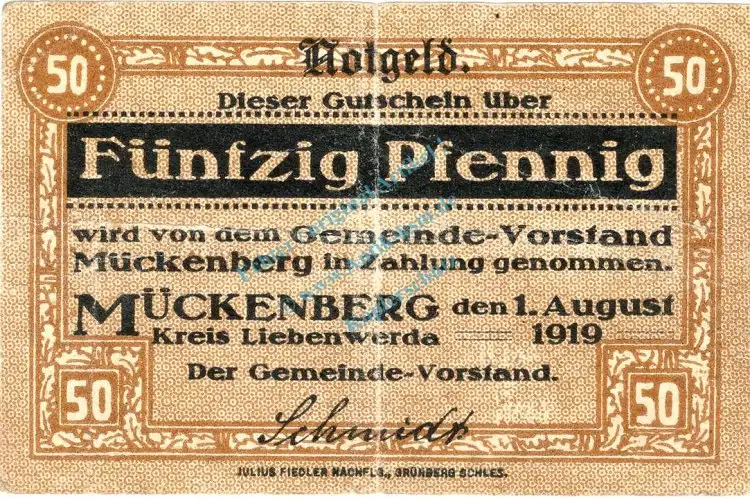 50 50
Notgeld.
Dieser Gutschein über
Fünfzig Pfennig
wird von dem Gemeinde-Vorstand
Mückenberg in Zahlung genommen.
MÜCKENBERG den 1. August
Kreis Liebenwerda 1919
Der Gemeinde-Vorstand.
50 50
Schmidt
JULIUS FIEDLER NACHFLG., GRÜNBERG SCHLES.